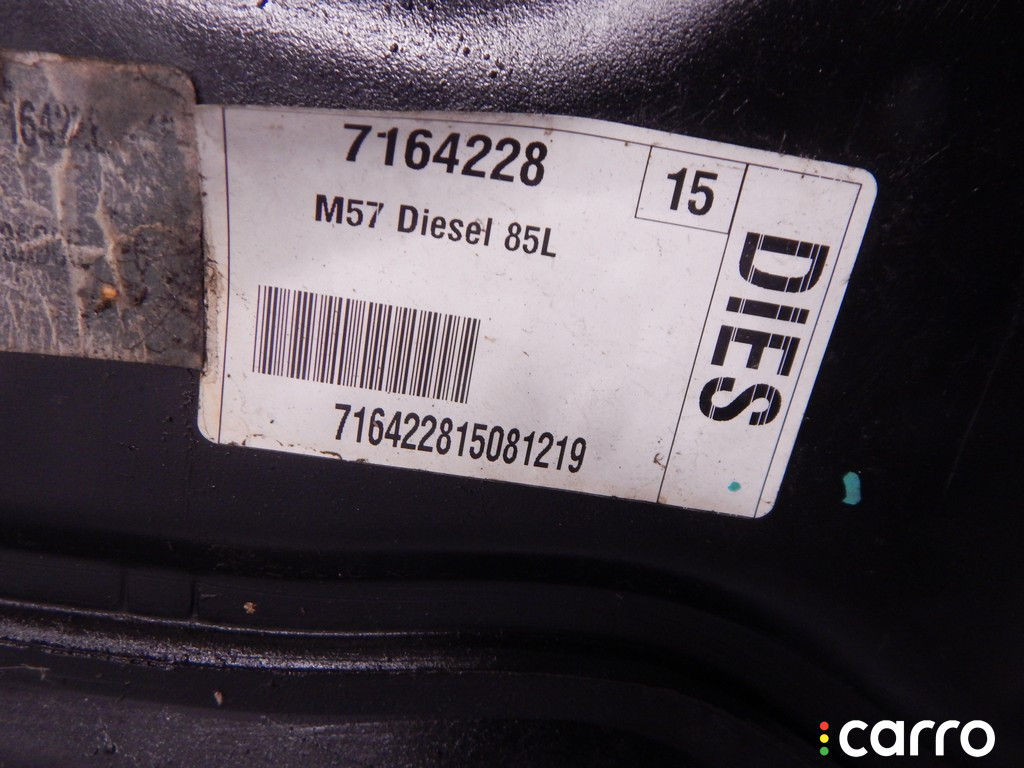 7164228
15
M57 Diesel 85L
DIES
716422815081219
carro